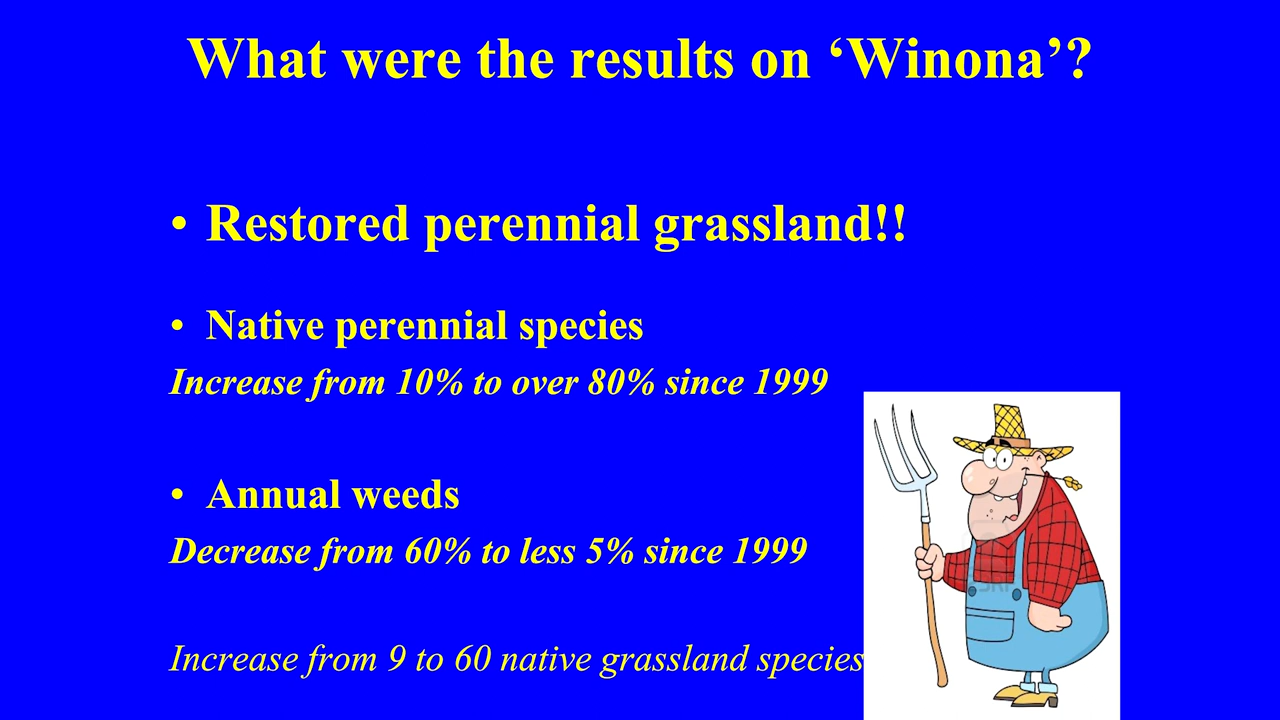 What were the results on ‘Winona’?
• Restored perennial grassland!!
• Native perennial species
Increase from 10% to over 80% since 1999
• Annual weeds
Decrease from 60% to less 5% since 1999
Increase from 9 to 60 native grassland species